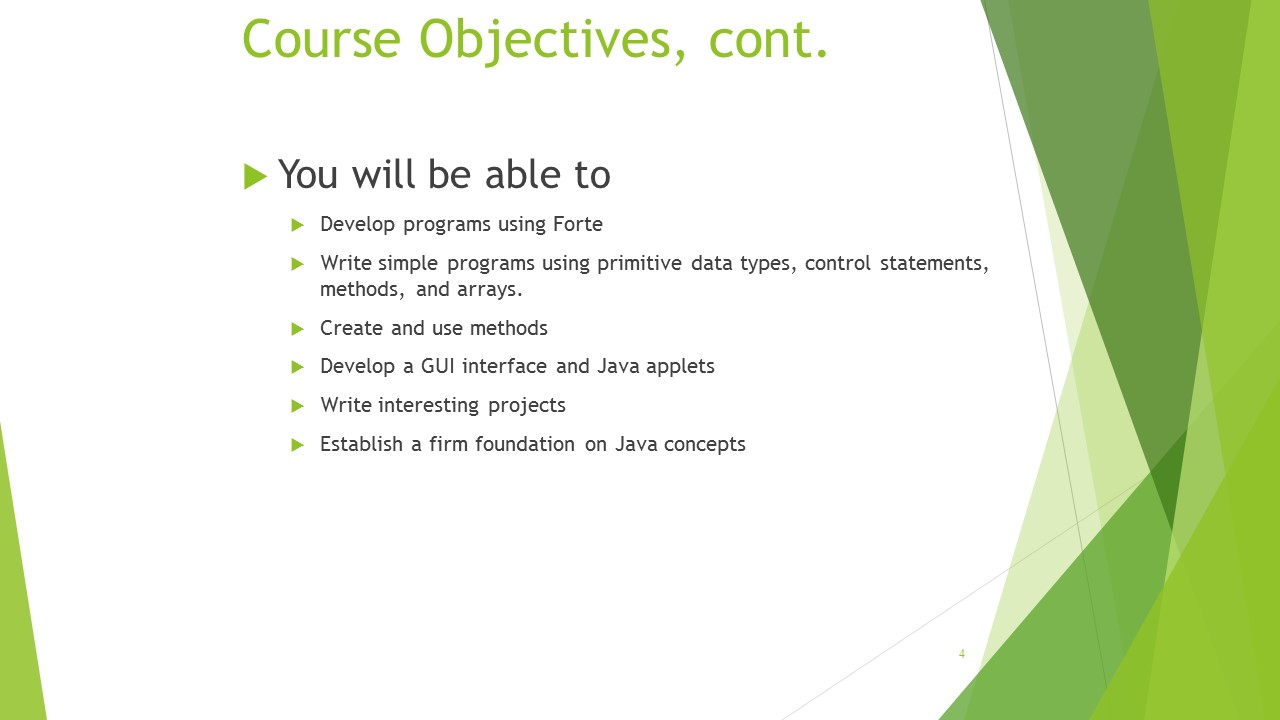 Course Objectives, cont.
You will be able to
Develop programs using Forte
Write simple programs using primitive data types, control statements,
methods, and arrays.
Create and use methods
Develop a GUI interface and Java applets
Write interesting projects
Establish a firm foundation on Java concepts
4